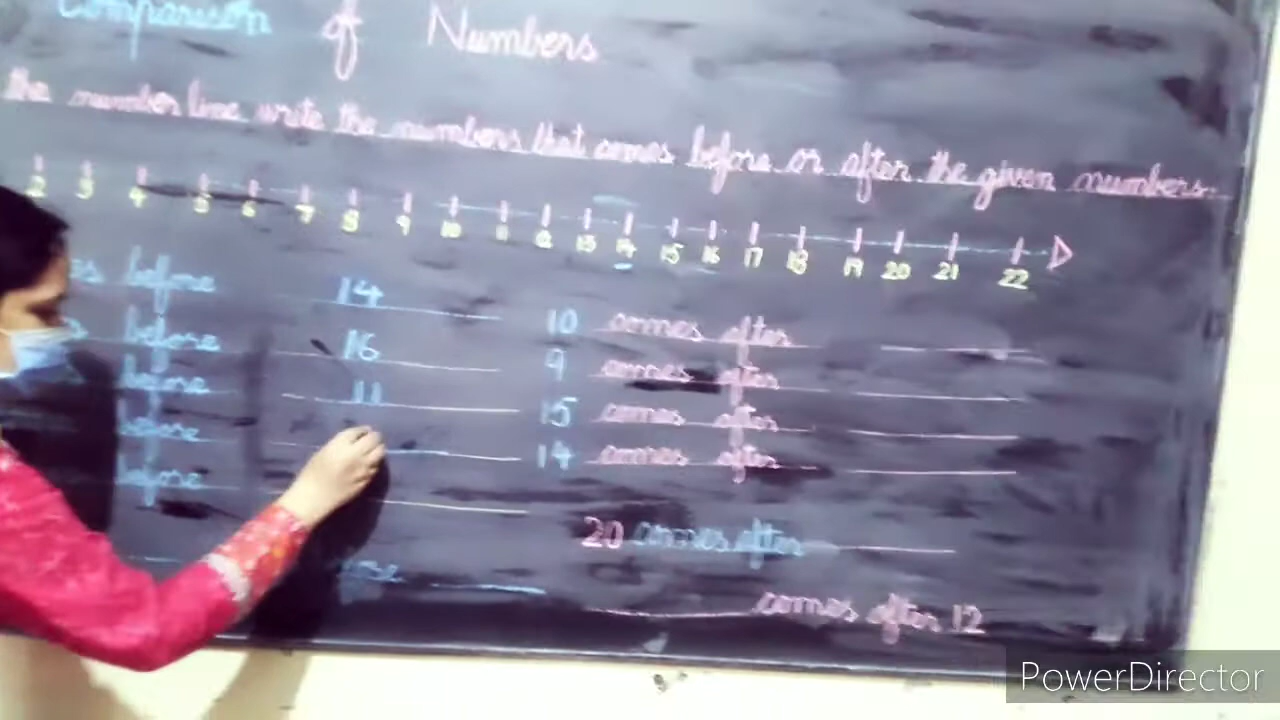 Comparison of Numbers
the number line write the numbers that comes before or after the given numbers.
2 3 4 5 6 7 8 9 10 11 12 13 14 15 16 17 18 19 20 21 22
before 14
10 comes after
before 16
9 comes after
before 11
15 comes after
before
14 comes after
before
20 comes after
comes after 12
PowerDirector